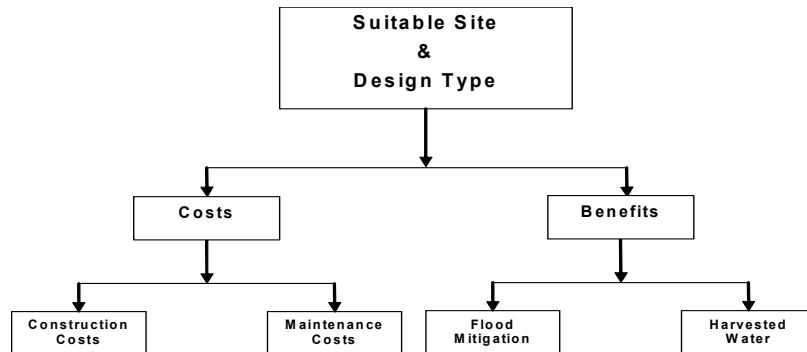 Suitable Site
&
Design Type
Costs
Benefits
Construction
Costs
Maintenance
Costs
Flood
Mitigation
Harvested
Water